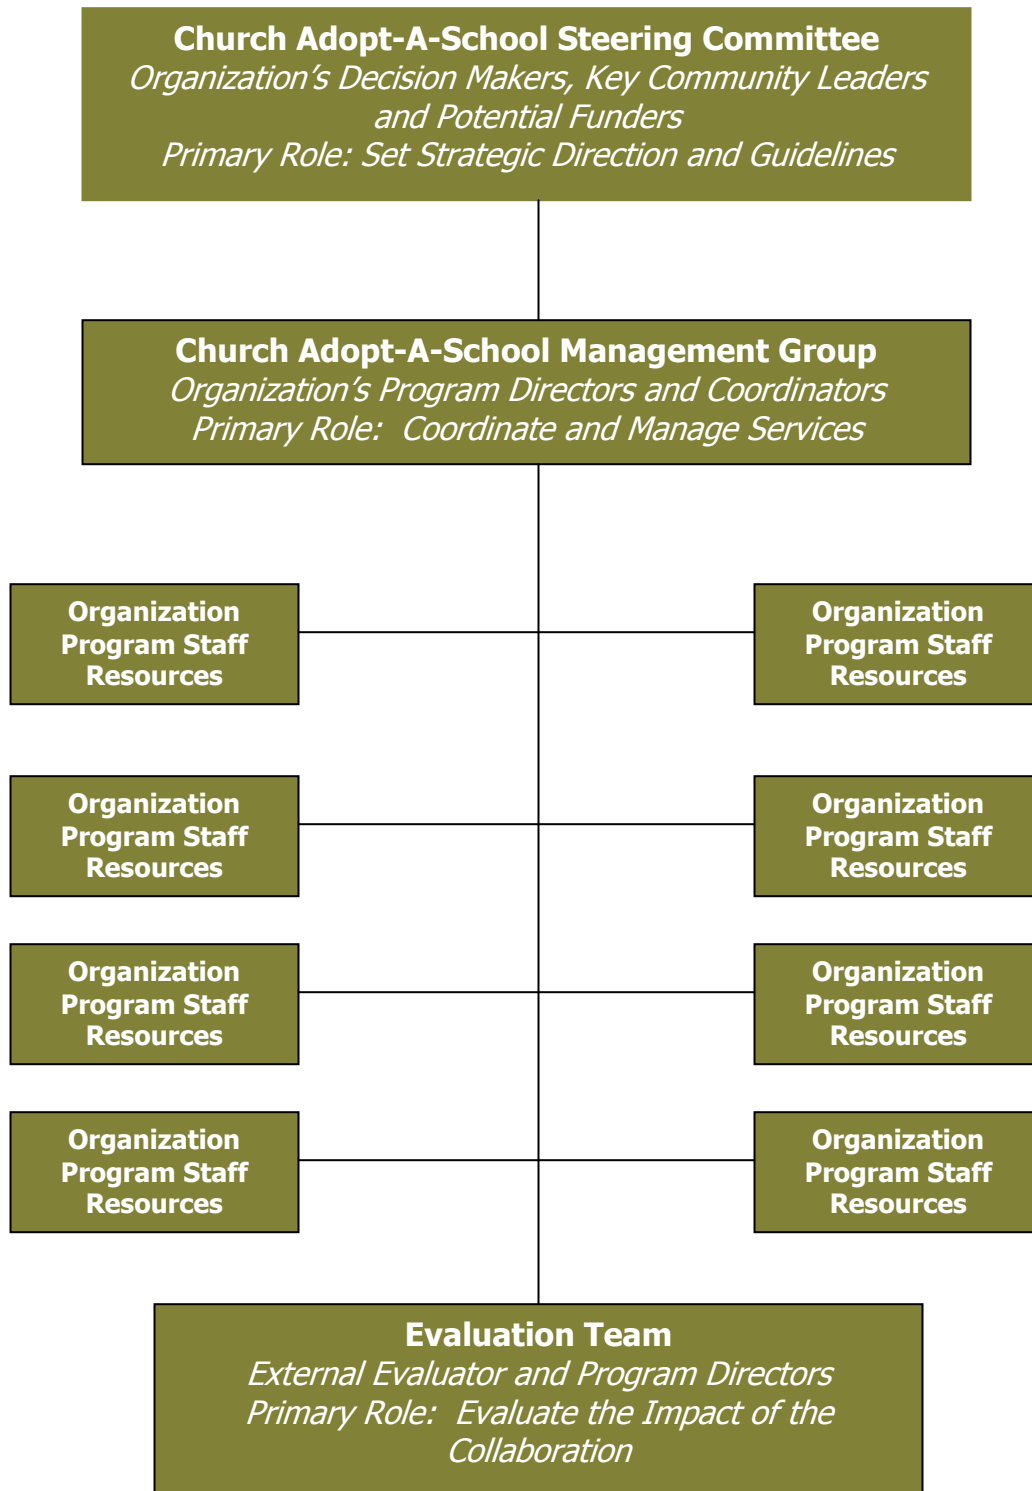 Church Adopt-A-School Steering Committee
Organization's Decision Makers, Key Community Leaders
and Potential Funders
Primary Role: Set Strategic Direction and Guidelines
Church Adopt-A-School Management Group
Organization's Program Directors and Coordinators
Primary Role:  Coordinate and Manage Services
Organization
Program Staff
Resources
Organization
Program Staff
Resources
Organization
Program Staff
Resources
Organization
Program Staff
Resources
Organization
Program Staff
Resources
Organization
Program Staff
Resources
Organization
Program Staff
Resources
Organization
Program Staff
Resources
Evaluation Team
External Evaluator and Program Directors
Primary Role:  Evaluate the Impact of the
Collaboration